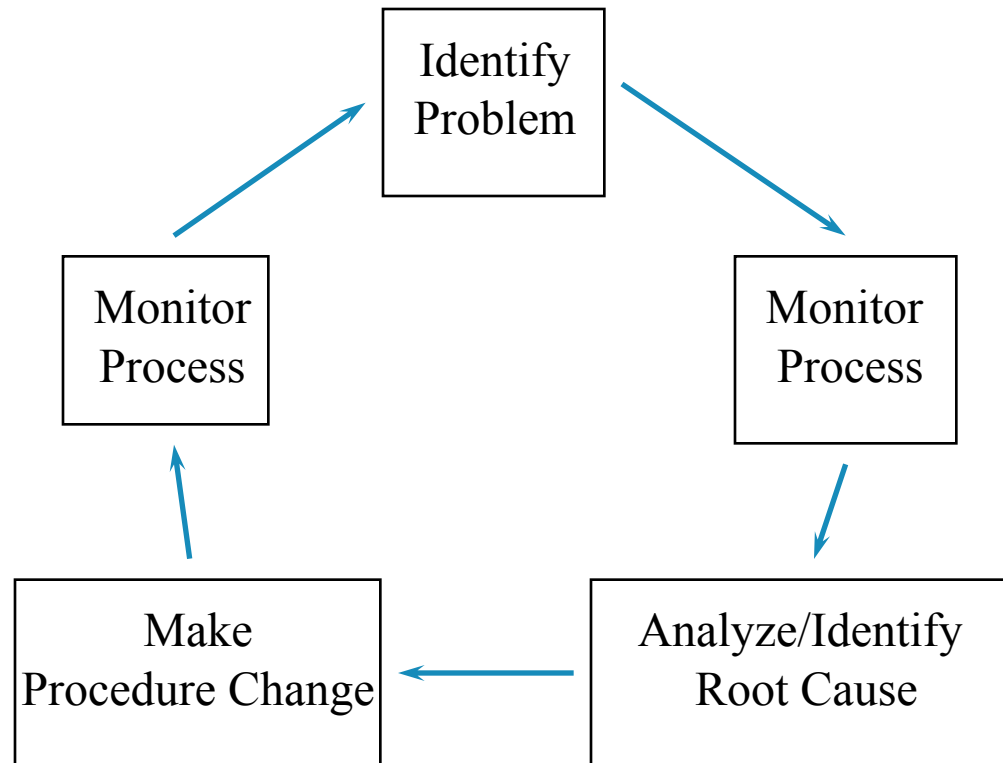 Identify
Problem
Monitor
Process
Monitor
Process
Make
Procedure Change
Analyze/Identify
Root Cause